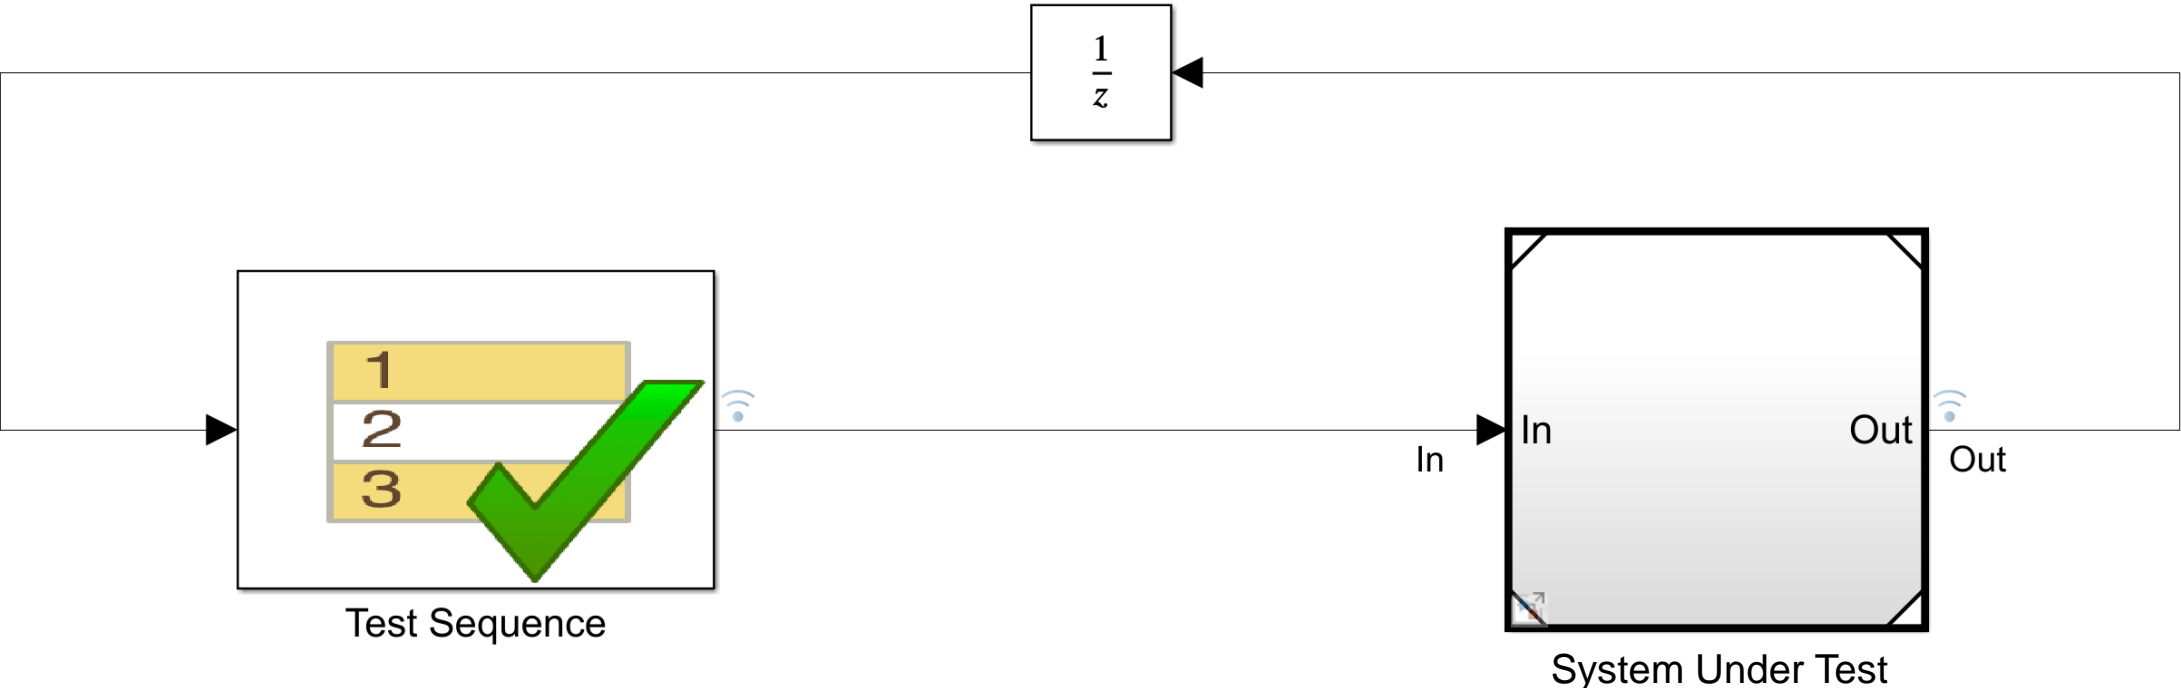 1
z
1
2
3
In
In
Out
Out
Test Sequence
System Under Test